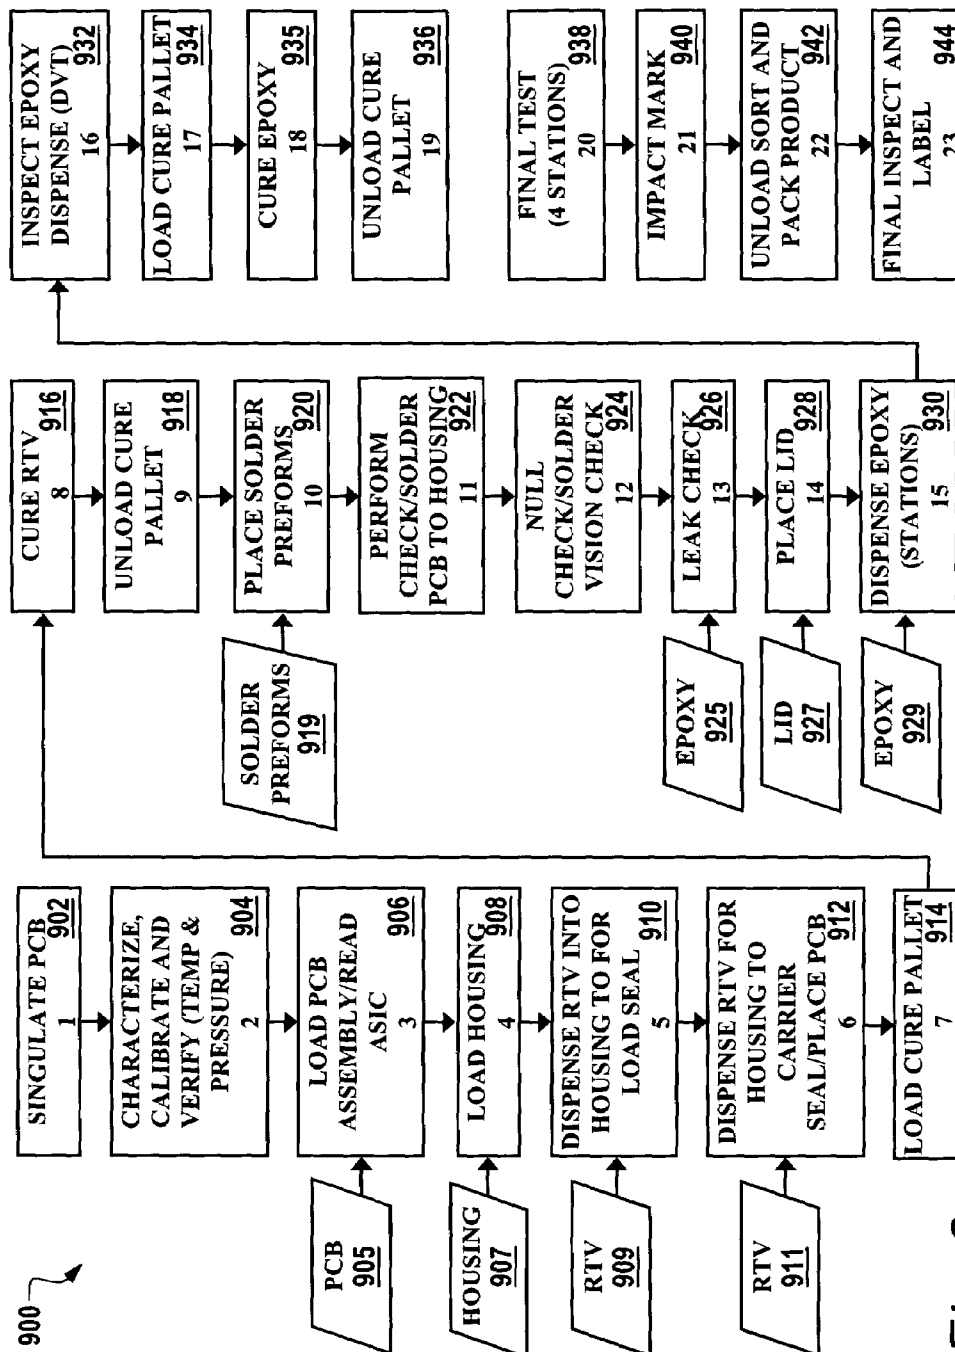 900
SINGULATE PCB
902
1
CHARACTERIZE,
CALIBRATE AND
VERIFY (TEMP &
PRESSURE)
904
2
PCB
905
LOAD PCB
ASSEMBLY/READ
ASIC
906
3
HOUSING
907
LOAD HOUSING
908
4
RTV
909
DISPENSE RTV INTO
HOUSING TO FOR
LOAD SEAL
910
5
RTV
911
DISPENSE RTV FOR
HOUSING TO
CARRIER
SEAL/PLACE PCB
912
6
LOAD CURE PALLET
914
7
CURE RTV
916
8
UNLOAD CURE
PALLET
918
9
SOLDER
PREFORMS
919
PLACE SOLDER
PREFORMS
920
10
PERFORM
CHECK/SOLDER
PCB TO HOUSING
922
11
NULL
CHECK/SOLDER
VISION CHECK
924
12
EPOXY
925
LEAK CHECK
926
13
LID
927
PLACE LID
928
14
EPOXY
929
DISPENSE EPOXY
(STATIONS)
930
15
INSPECT EPOXY
DISPENSE (DVT)
932
16
LOAD CURE PALLET
934
17
CURE EPOXY
935
18
UNLOAD CURE
PALLET
936
19
FINAL TEST
(4 STATIONS)
938
20
IMPACT MARK
940
21
UNLOAD SORT AND
PACK PRODUCT
942
22
FINAL INSPECT AND
LABEL
944
23